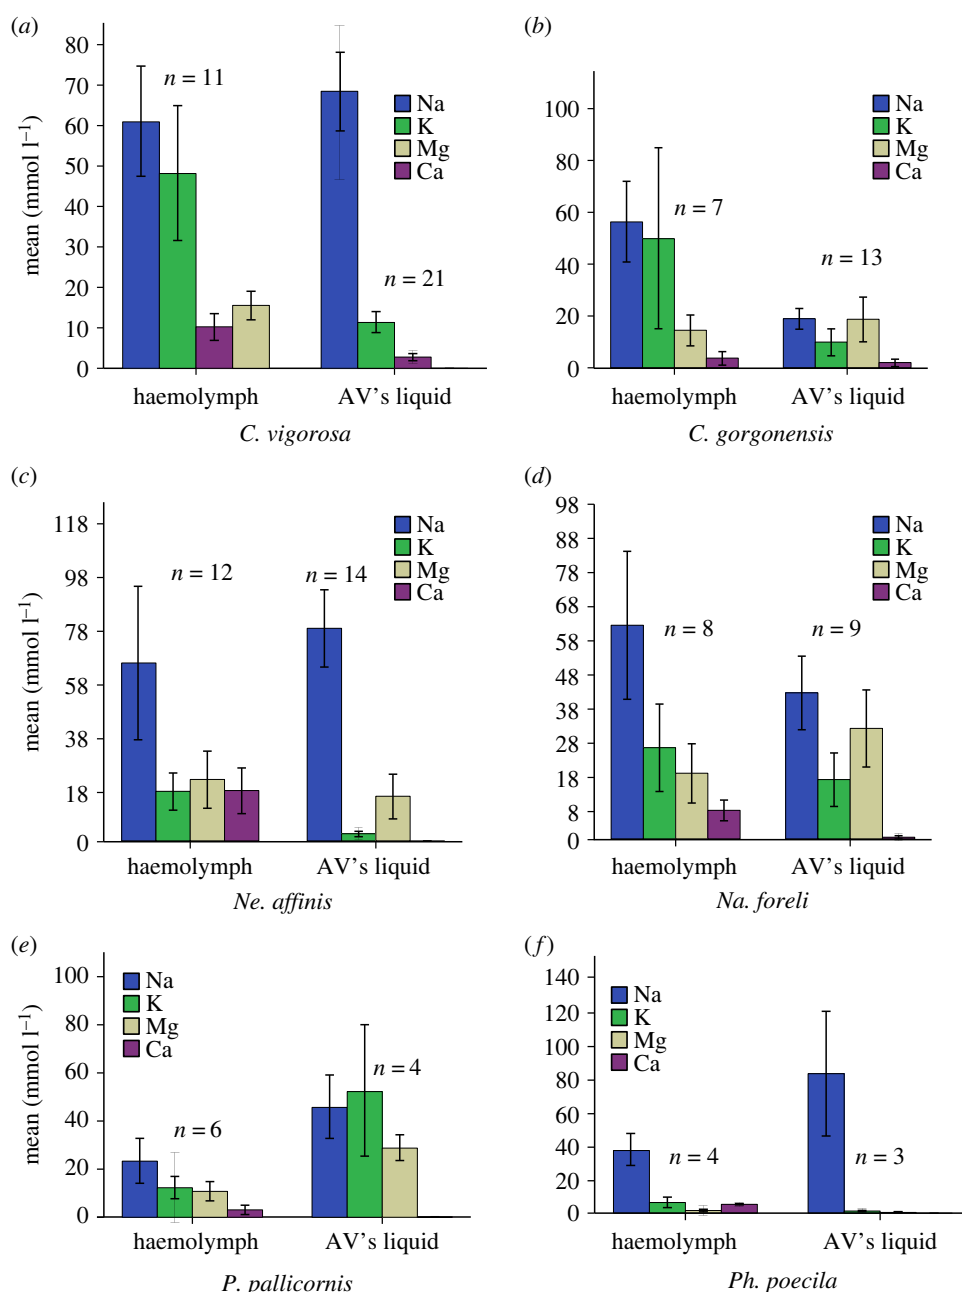 (a)
mean (mmol l⁻¹)
80
70
60
50
40
30
20
10
0
n = 11
n = 21
Na
K
Mg
Ca
haemolymph
AV's liquid
C. vigorosa
(b)
100
80
60
40
20
0
n = 7
n = 13
Na
K
Mg
Ca
haemolymph
AV's liquid
C. gorgonensis
(c)
mean (mmol l⁻¹)
118
98
78
58
38
18
0
n = 12
n = 14
Na
K
Mg
Ca
haemolymph
AV's liquid
Ne. affinis
(d)
98
88
78
68
58
48
38
28
18
8
0
n = 8
n = 9
Na
K
Mg
Ca
haemolymph
AV's liquid
Na. foreli
(e)
mean (mmol l⁻¹)
100
80
60
40
20
0
Na
K
Mg
Ca
n = 6
n = 4
haemolymph
AV's liquid
P. pallicornis
(f)
140
120
100
80
60
40
20
0
Na
K
Mg
Ca
n = 4
n = 3
haemolymph
AV's liquid
Ph. poecila